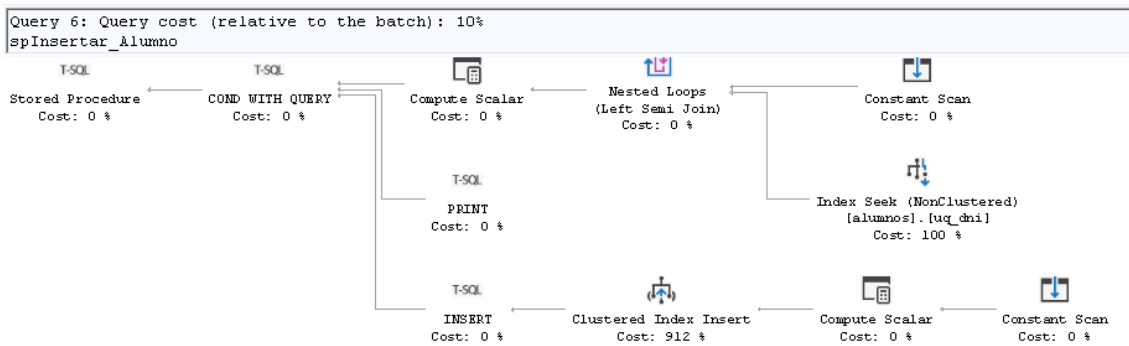 Query 6: Query cost (relative to the batch): 10%
spInsertar_Alumno
T-SQL
Stored Procedure
Cost: 0 %
T-SQL
COND WITH QUERY
Cost: 0 %
Compute Scalar
Cost: 0 %
Nested Loops
(Left Semi Join)
Cost: 0 %
Constant Scan
Cost: 0 %
T-SQL
PRINT
Cost: 0 %
Index Seek (NonClustered)
[alumnos].[uq_dni]
Cost: 100 %
T-SQL
INSERT
Cost: 0 %
Clustered Index Insert
Cost: 912 %
Compute Scalar
Cost: 0 %
Constant Scan
Cost: 0 %